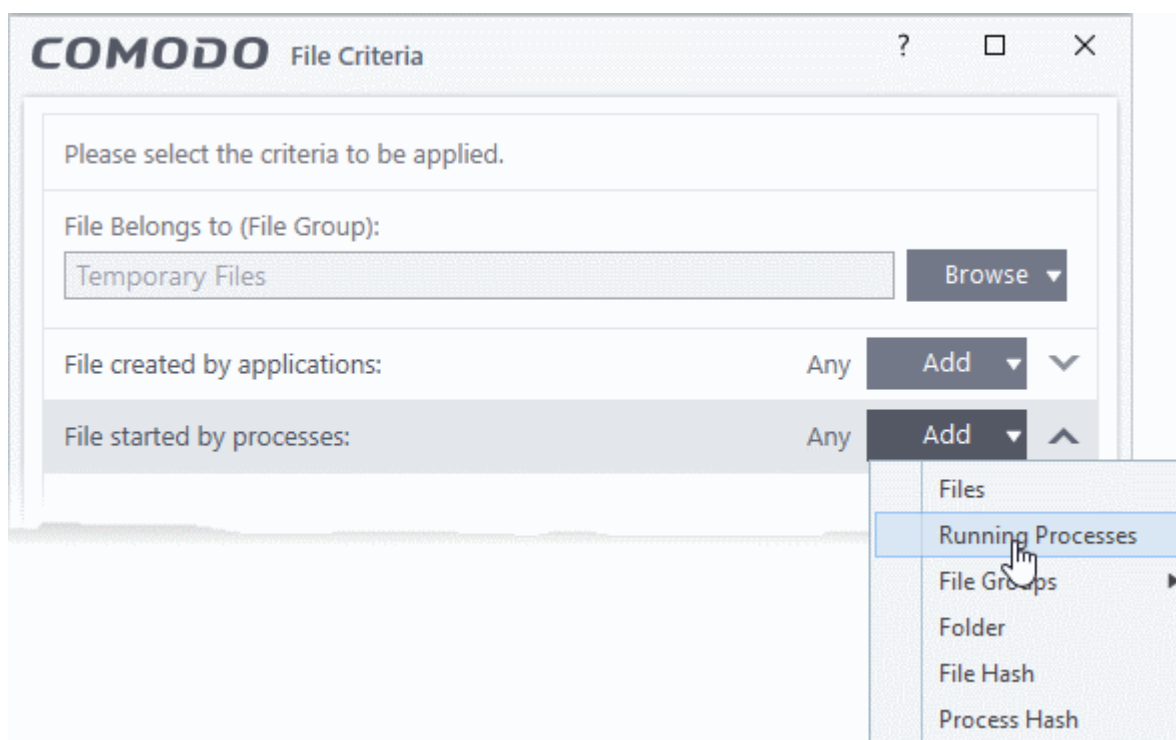 COMODO File Criteria ?
Please select the criteria to be applied.
File Belongs to (File Group):
Temporary Files Browse
File created by applications: Any Add
File started by processes: Any Add
Files
Running Processes
File Groups
Folder
File Hash
Process Hash